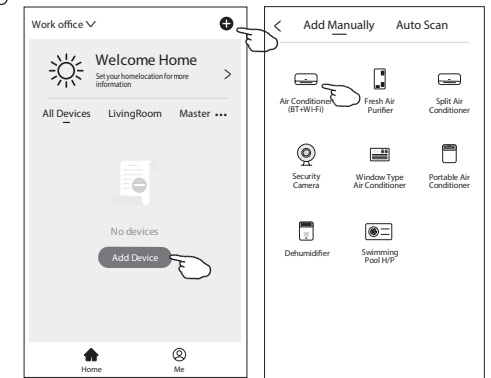 Work office
Welcome Home
Set your home location for more
information
All Devices LivingRoom Master
No devices
Add Device
Home Me
Add Manually Auto Scan
Air Conditioner
(BT+Wi-Fi)
Fresh Air
Purifier
Split Air
Conditioner
Security
Camera
Window Type
Air Conditioner
Portable Air
Conditioner
Dehumidifier
Swimming
Pool H/P